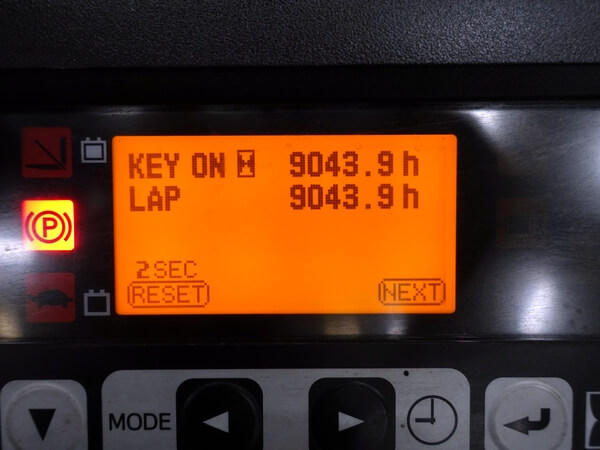 KEY ON 9043.9 h
LAP 9043.9 h
2 SEC
RESET NEXT
P
MODE